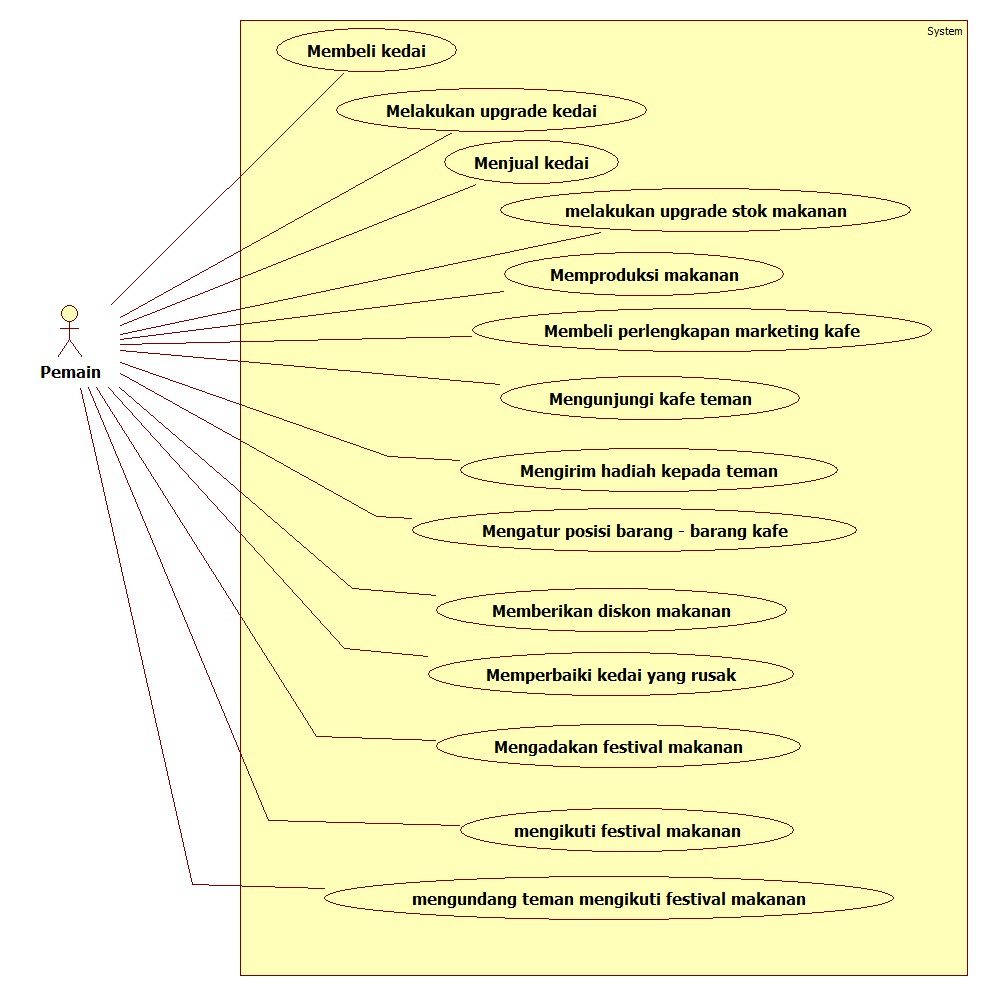 System
Membeli kedai
Melakukan upgrade kedai
Menjual kedai
melakukan upgrade stok makanan
Memproduksi makanan
Membeli perlengkapan marketing kafe
Pemain
Mengunjungi kafe teman
Mengirim hadiah kepada teman
Mengatur posisi barang - barang kafe
Memberikan diskon makanan
Memperbaiki kedai yang rusak
Mengadakan festival makanan
mengikuti festival makanan
mengundang teman mengikuti festival makanan